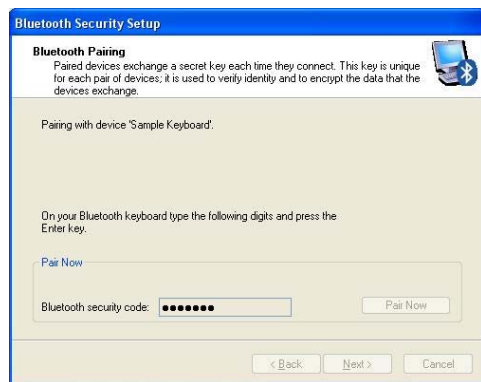 Bluetooth Security Setup
Bluetooth Pairing
Paired devices exchange a secret key each time they connect. This key is unique
for each pair of devices; it is used to verify identity and to encrypt the data that the
devices exchange.
Pairing with device 'Sample Keyboard'.
On your Bluetooth keyboard type the following digits and press the
Enter key.
Pair Now
Bluetooth security code: ●●●●●●●
Pair Now
< Back Next > Cancel